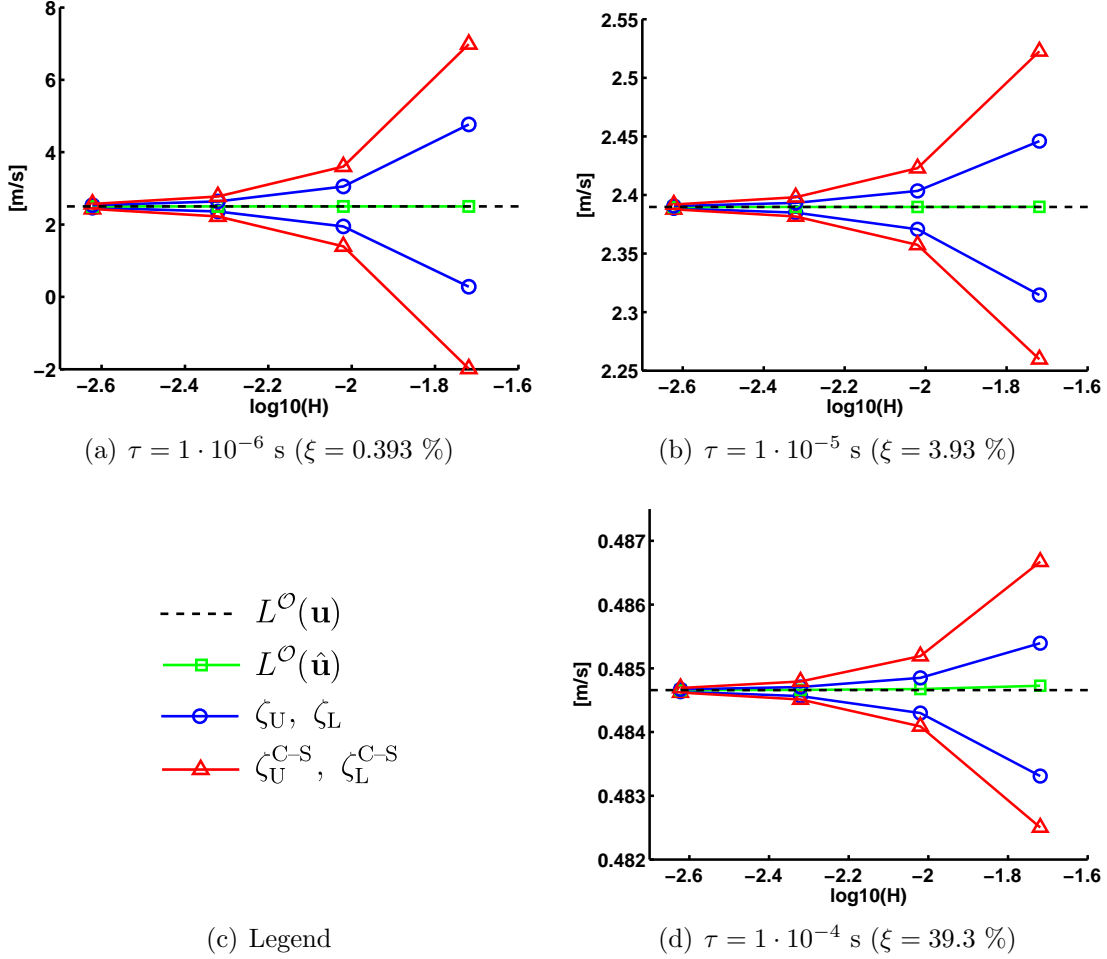 8
6
4
2
0
−2
[m/s]
−2.6 −2.4 −2.2 −2 −1.8 −1.6
log10(H)
(a) τ = 1 · 10⁻⁶ s (ξ = 0.393 %)
2.55
2.5
2.45
2.4
2.35
2.3
2.25
[m/s]
−2.6 −2.4 −2.2 −2 −1.8 −1.6
log10(H)
(b) τ = 1 · 10⁻⁵ s (ξ = 3.93 %)
L^𝒪(𝐮)
L^𝒪(𝐮̂)
ζ_U, ζ_L
ζ_U^C–S, ζ_L^C–S
(c) Legend
0.487
0.486
0.485
0.484
0.483
0.482
[m/s]
−2.6 −2.4 −2.2 −2 −1.8 −1.6
log10(H)
(d) τ = 1 · 10⁻⁴ s (ξ = 39.3 %)